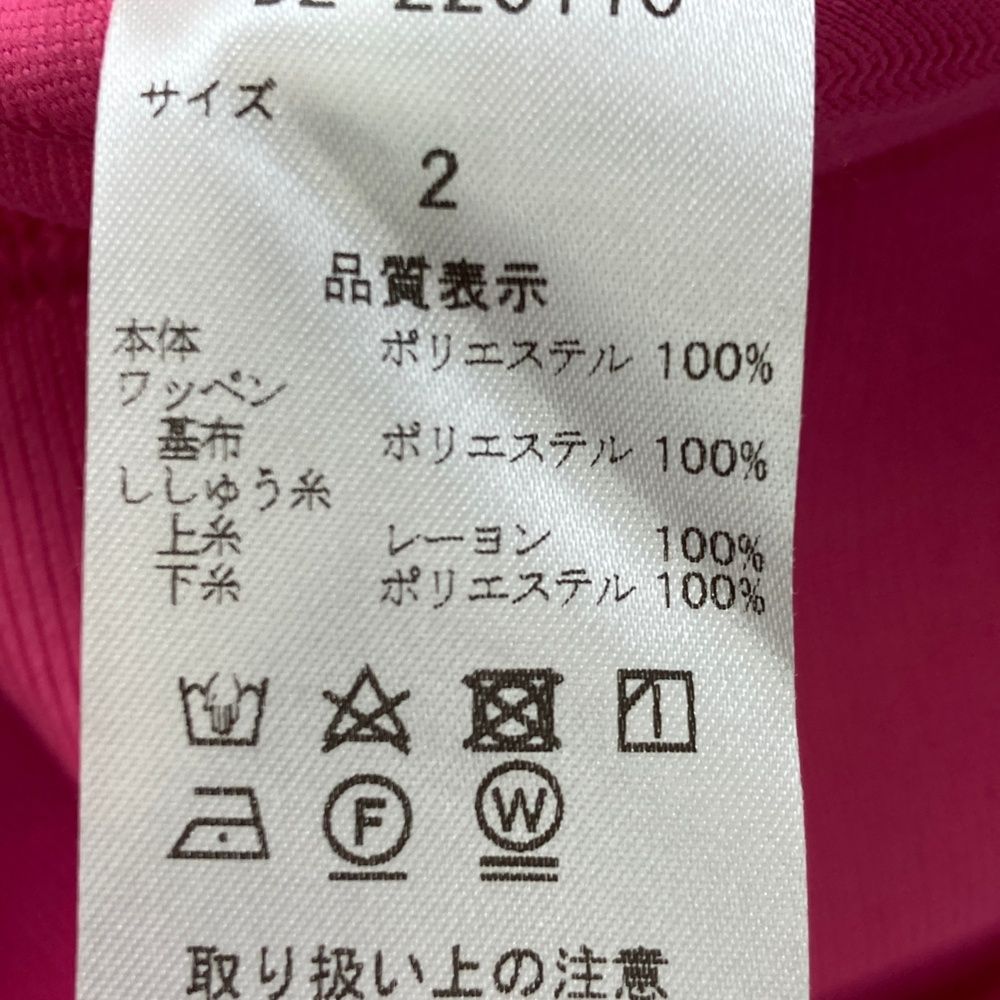 サイズ
2
品質表示
本体 ポリエステル 100%
ワッペン
基布 ポリエステル 100%
ししゅう糸
上糸 レーヨン 100%
下糸 ポリエステル 100%
F W
取り扱い上の注意